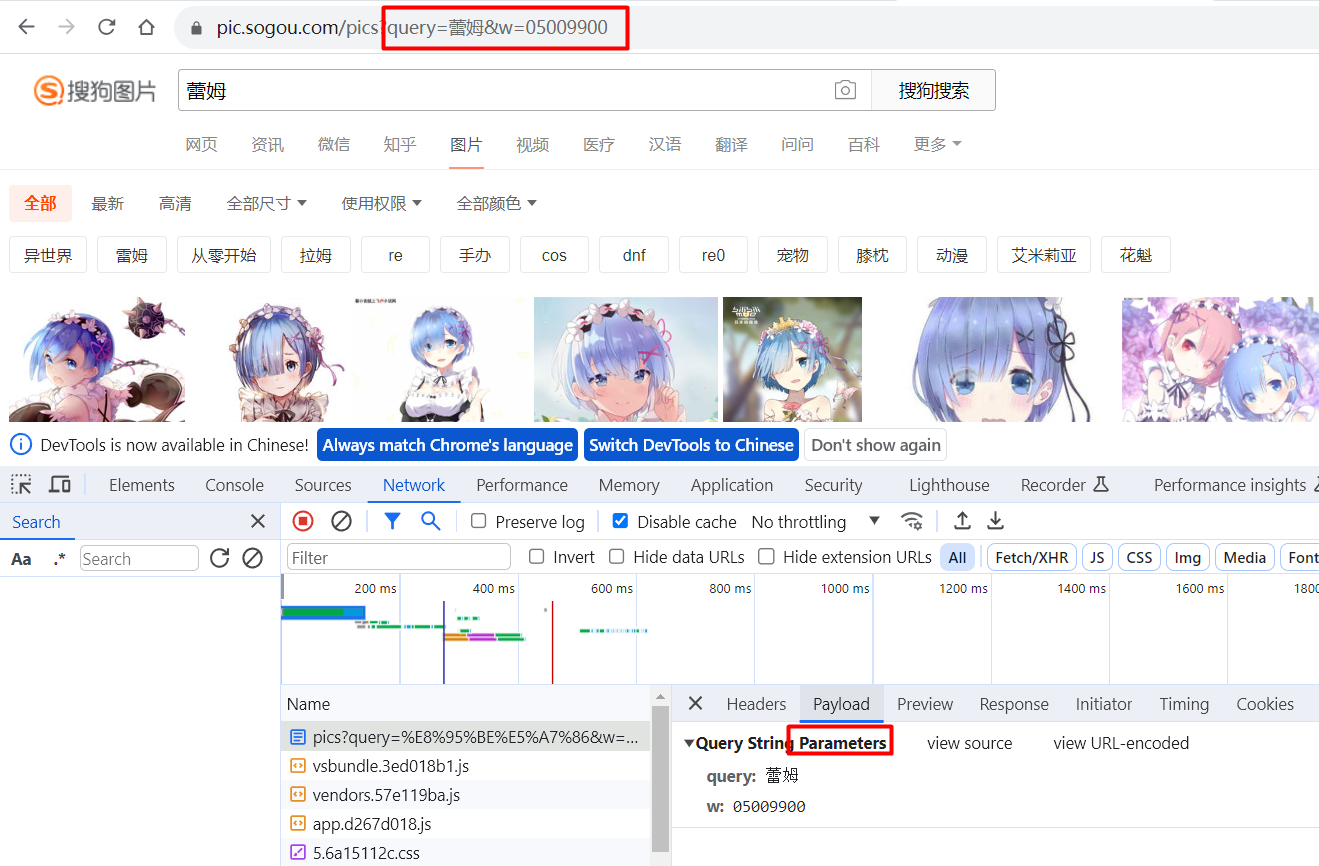 pic.sogou.com/pics?query=蕾姆&w=05009900
搜狗图片 蕾姆 搜狗搜索
网页 资讯 微信 知乎 图片 视频 医疗 汉语 翻译 问问 百科 更多
全部 最新 高清 全部尺寸 使用权限 全部颜色
异世界 雷姆 从零开始 拉姆 re 手办 cos dnf re0 宠物 膝枕 动漫 艾米莉亚 花魁
DevTools is now available in Chinese! Always match Chrome's language Switch DevTools to Chinese Don't show again
Elements Console Sources Network Performance Memory Application Security Lighthouse Recorder Performance insights
Search Preserve log Disable cache No throttling
Aa .* Search Filter Invert Hide data URLs Hide extension URLs All Fetch/XHR JS CSS Img Media Font
200 ms 400 ms 600 ms 800 ms 1000 ms 1200 ms 1400 ms 1600 ms 1800
Name Headers Payload Preview Response Initiator Timing Cookies
pics?query=%E8%95%BE%E5%A7%86&w=...
Query String Parameters view source view URL-encoded
vsbundle.3ed018b1.js
query: 蕾姆
vendors.57e119ba.js
w: 05009900
app.d267d018.js
5.6a15112c.css